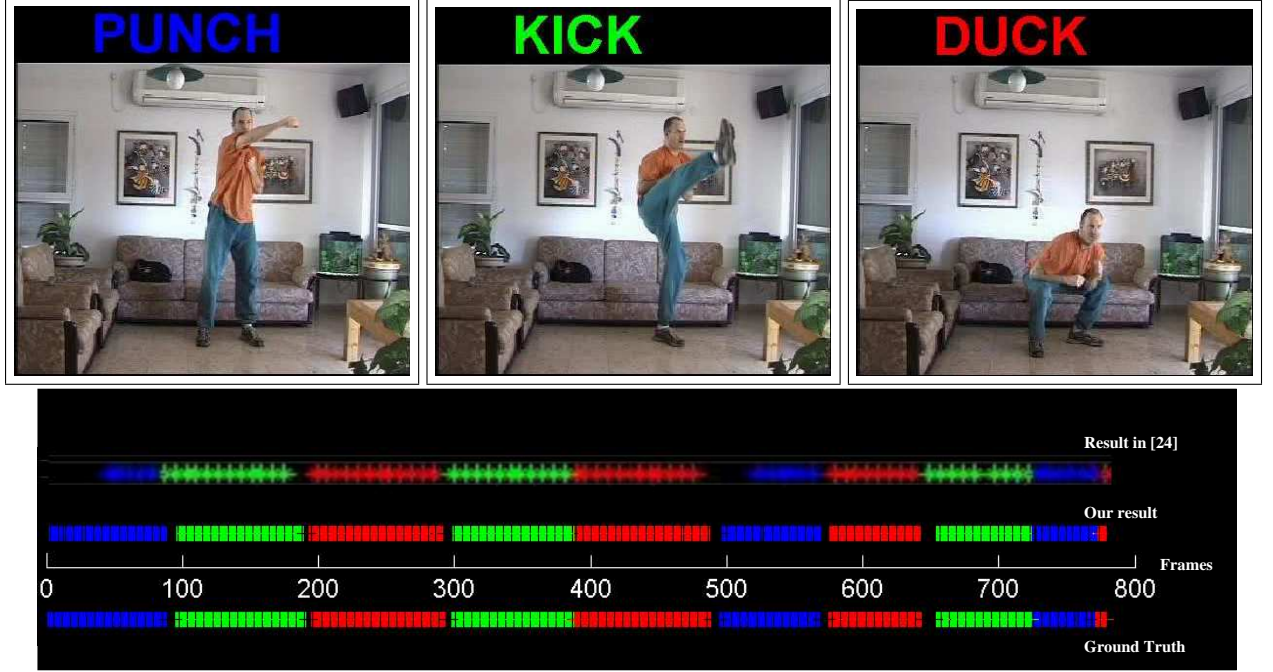 PUNCH
KICK
DUCK
Result in [24]
Our result
Frames
0 100 200 300 400 500 600 700 800
Ground Truth